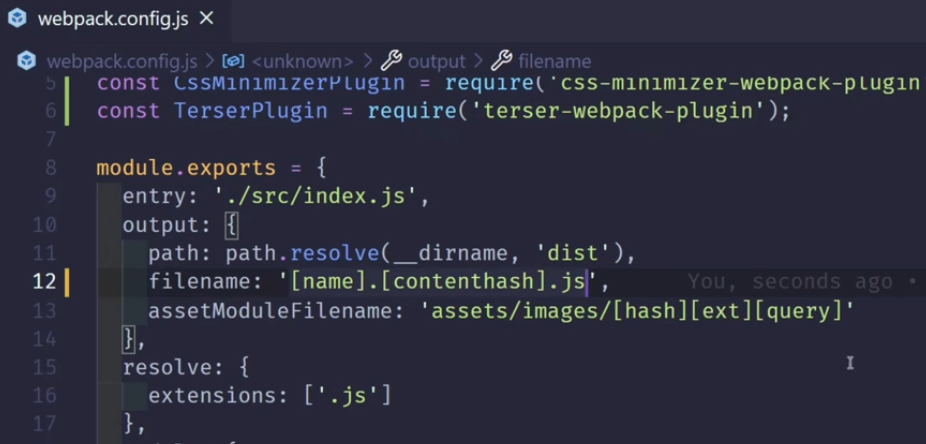 webpack.config.js ×
webpack.config.js > <unknown> > output > filename
5 const CssMinimizerPlugin = require('css-minimizer-webpack-plugin
6 const TerserPlugin = require('terser-webpack-plugin');
7
8 module.exports = {
9 entry: './src/index.js',
10 output: {
11 path: path.resolve(__dirname, 'dist'),
12 filename: '[name].[contenthash].js', You, seconds ago •
13 assetModuleFilename: 'assets/images/[hash][ext][query]'
14 },
15 resolve: {
16 extensions: ['.js']
17 },